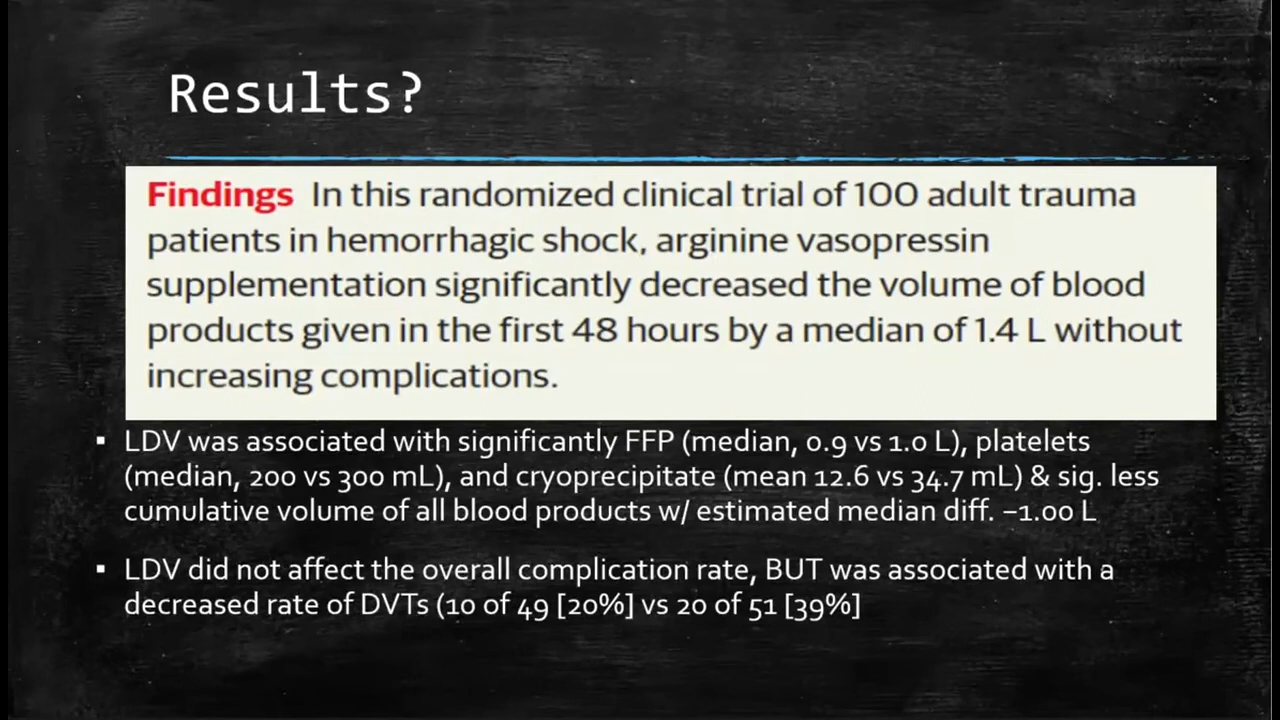 Results?
Findings In this randomized clinical trial of 100 adult trauma
patients in hemorrhagic shock, arginine vasopressin
supplementation significantly decreased the volume of blood
products given in the first 48 hours by a median of 1.4 L without
increasing complications.
▪ LDV was associated with significantly FFP (median, 0.9 vs 1.0 L), platelets
(median, 200 vs 300 mL), and cryoprecipitate (mean 12.6 vs 34.7 mL) & sig. less
cumulative volume of all blood products w/ estimated median diff. −1.00 L
▪ LDV did not affect the overall complication rate, BUT was associated with a
decreased rate of DVTs (10 of 49 [20%] vs 20 of 51 [39%]